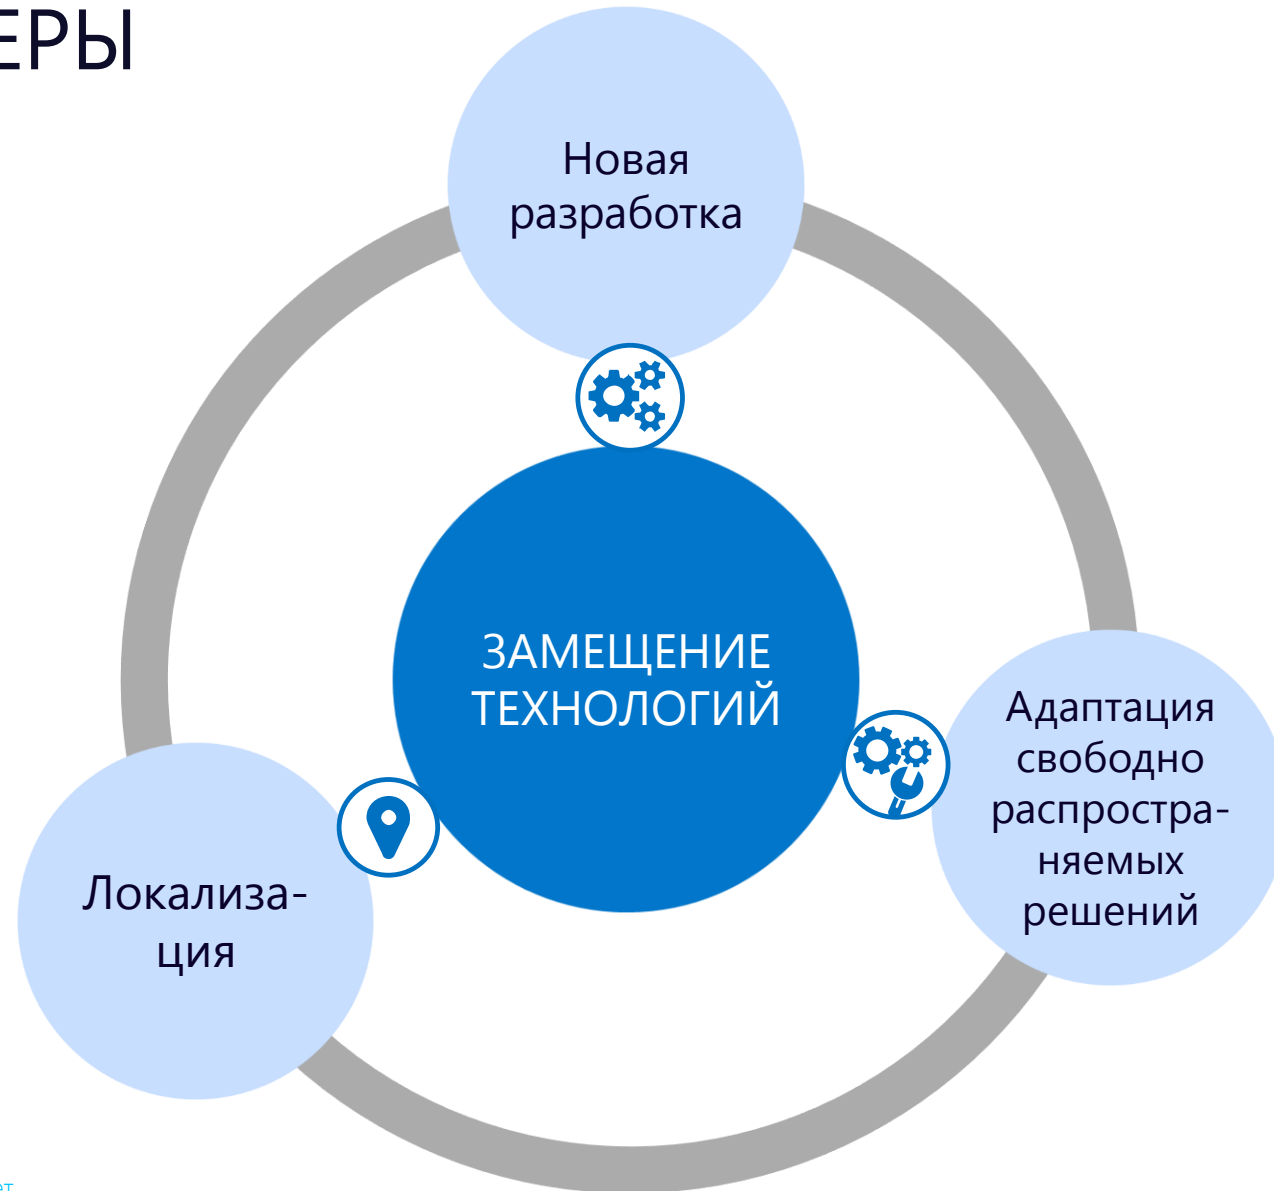 ЕРЫ
Новая
разработка
ЗАМЕЩЕНИЕ
ТЕХНОЛОГИЙ
Адаптация
свободно
распростра-
няемых
решений
Локализа-
ция